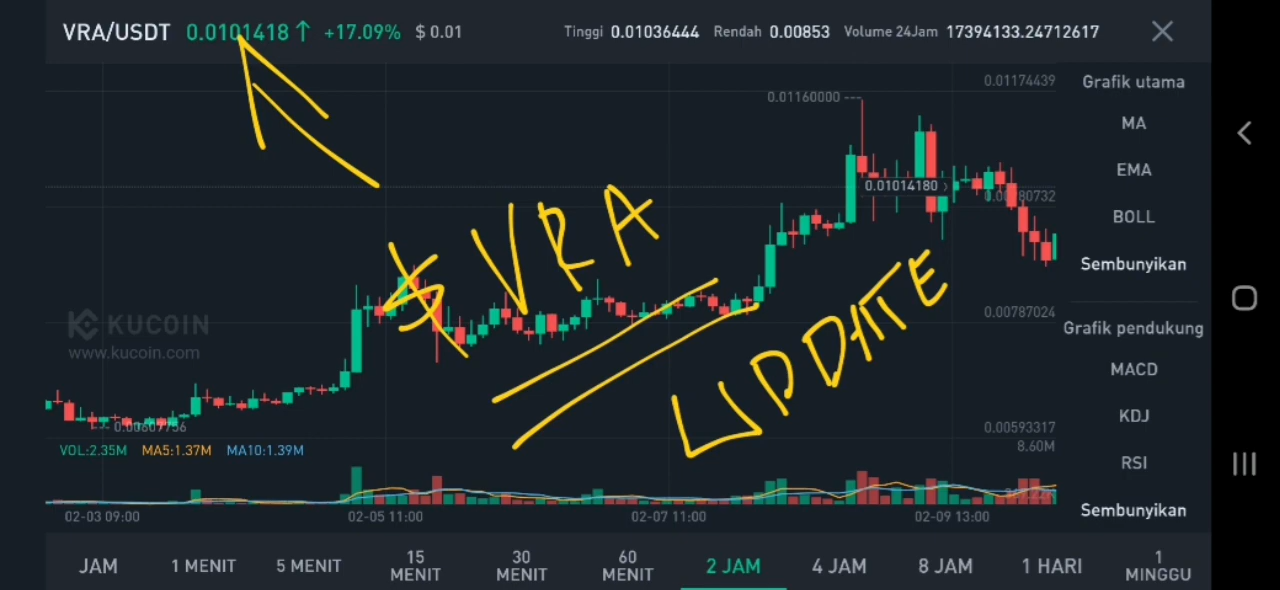 VRA/USDT 0.0101418↑ +17.09% $ 0.01 Tinggi 0.01036444 Rendah 0.00853 Volume 24Jam 17394133.24712617
0.01174439
Grafik utama
0.01160000
MA
EMA
0.01014180
BOLL
$VRA
Sembunyikan
UPDATE
0.00787024
Grafik pendukung
KUCOIN
www.kucoin.com
MACD
KDJ
0.00593317
VOL:2.35M MA5:1.37M MA10:1.39M
8.60M
RSI
Sembunyikan
02-03 09:00 02-05 11:00 02-07 11:00 02-09 13:00
JAM 1 MENIT 5 MENIT 15 MENIT 30 MENIT 60 MENIT 2 JAM 4 JAM 8 JAM 1 HARI 1 MINGGU